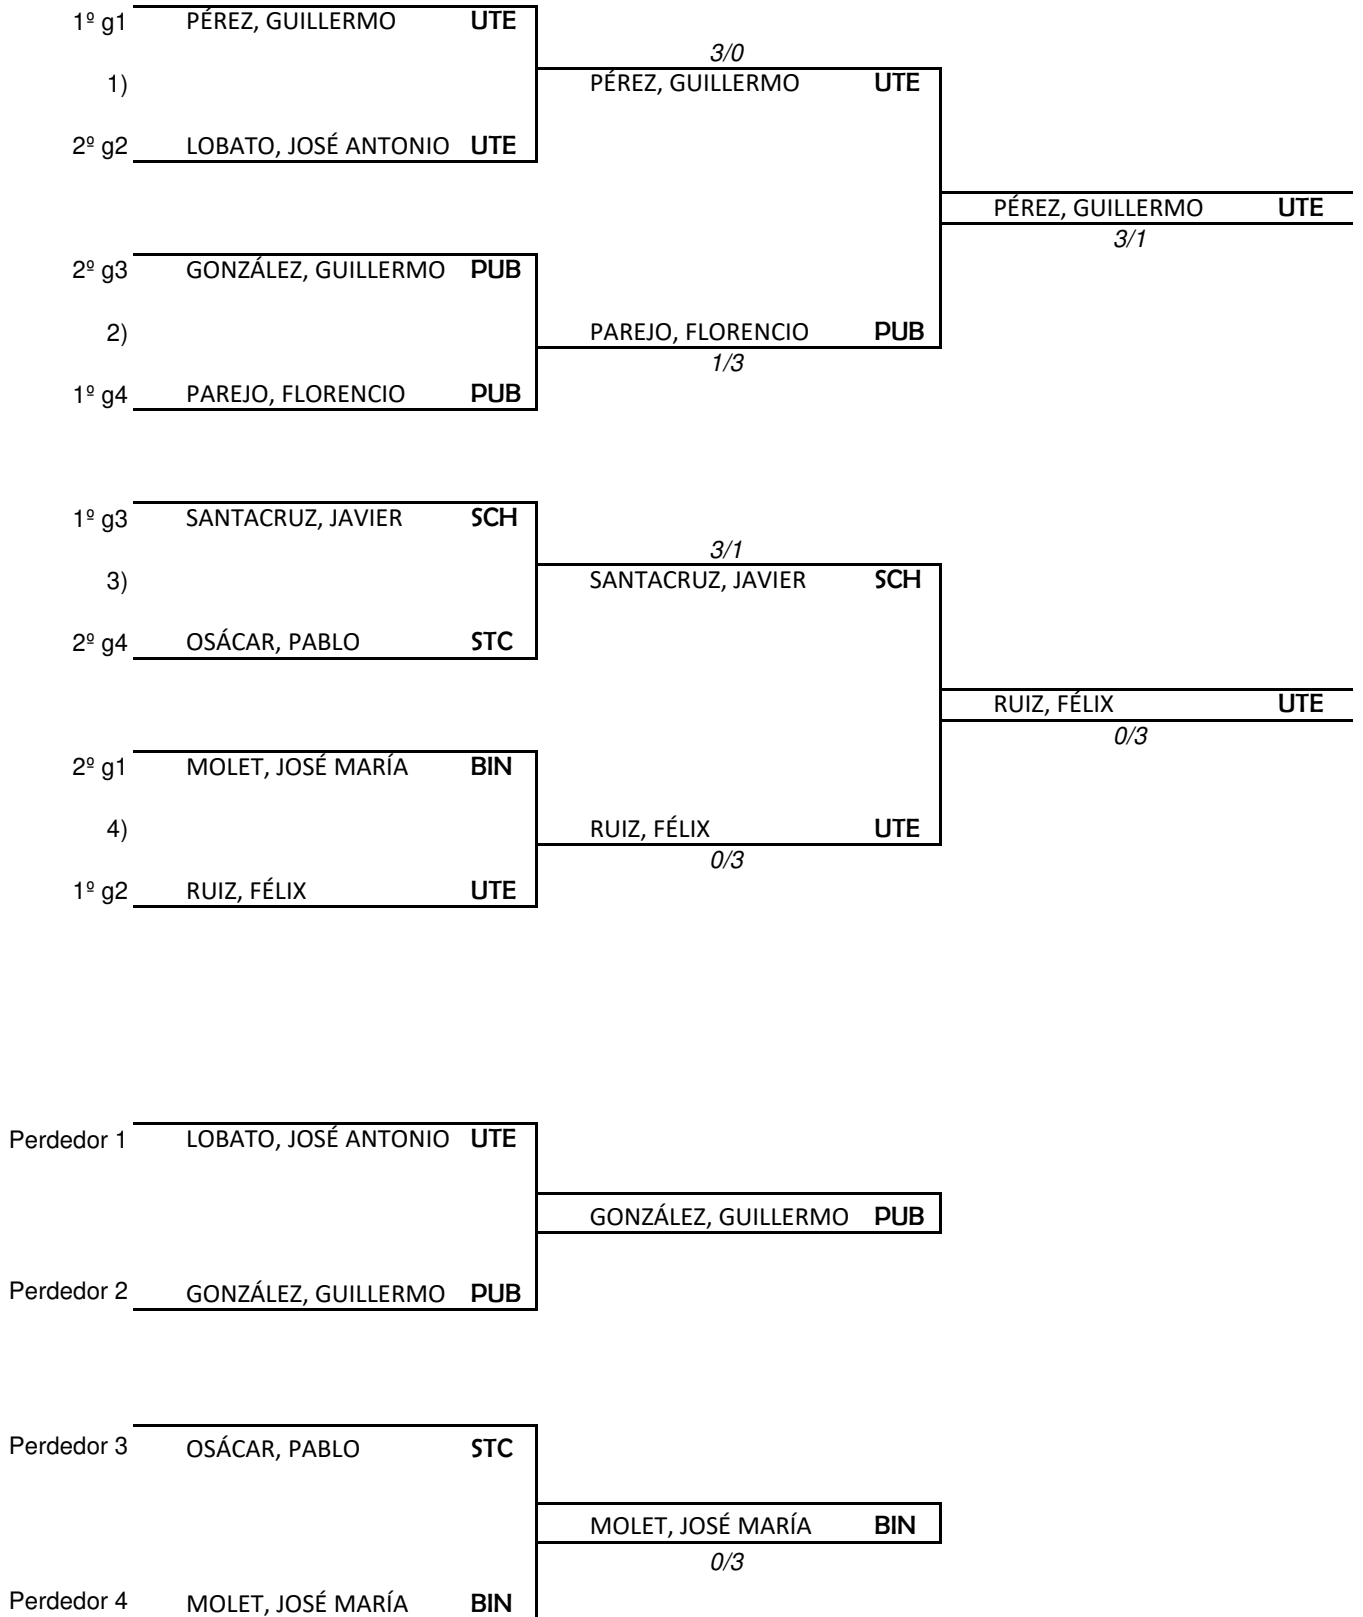 1º g1 PÉREZ, GUILLERMO UTE
3/0
1) PÉREZ, GUILLERMO UTE
2º g2 LOBATO, JOSÉ ANTONIO UTE
PÉREZ, GUILLERMO UTE
3/1
2º g3 GONZÁLEZ, GUILLERMO PUB
2) PAREJO, FLORENCIO PUB
1/3
1º g4 PAREJO, FLORENCIO PUB
1º g3 SANTACRUZ, JAVIER SCH
3/1
3) SANTACRUZ, JAVIER SCH
2º g4 OSÁCAR, PABLO STC
RUIZ, FÉLIX UTE
0/3
2º g1 MOLET, JOSÉ MARÍA BIN
4) RUIZ, FÉLIX UTE
0/3
1º g2 RUIZ, FÉLIX UTE
Perdedor 1 LOBATO, JOSÉ ANTONIO UTE
GONZÁLEZ, GUILLERMO PUB
Perdedor 2 GONZÁLEZ, GUILLERMO PUB
Perdedor 3 OSÁCAR, PABLO STC
MOLET, JOSÉ MARÍA BIN
0/3
Perdedor 4 MOLET, JOSÉ MARÍA BIN